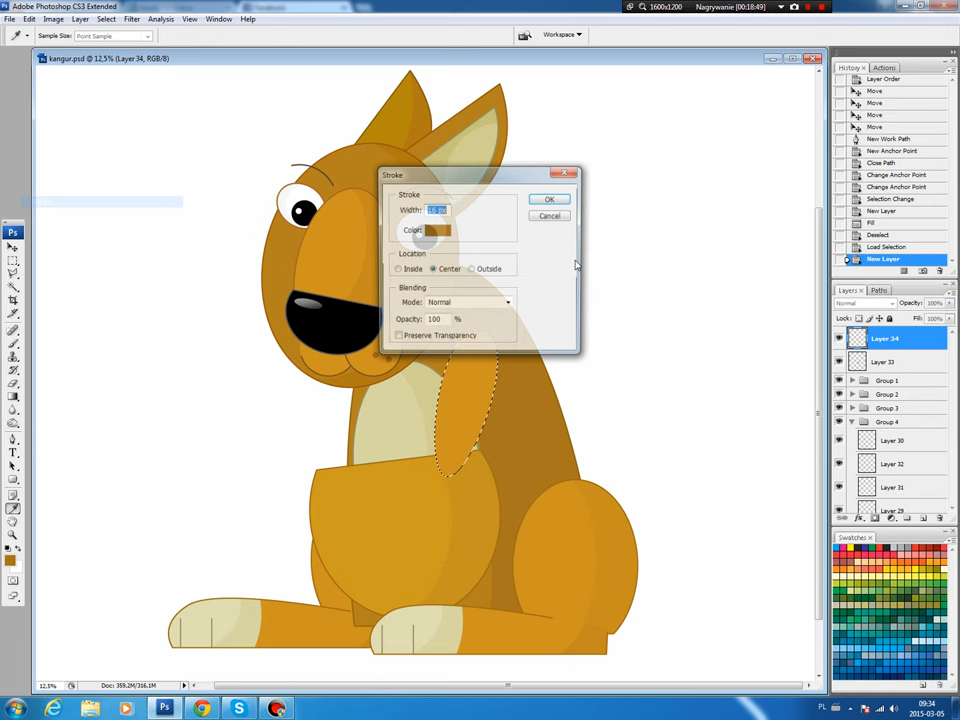 Adobe Photoshop CS3 Extended
1600x1200
Nagrywanie [00:18:49]
File Edit Image Layer Select Filter Analysis View Window Help
Sample Size: Point Sample
Workspace
kangur.psd @ 12,5% (Layer 34, RGB/8)
Stroke
Stroke
Width: 16 px
Color:
Location
Inside Center Outside
Blending
Mode: Normal
Opacity: 100 %
Preserve Transparency
OK
Cancel
History Actions
Layer Order
Move
Move
Move
Move
New Work Path
New Anchor Point
Close Path
Change Anchor Point
Change Anchor Point
Selection Change
New Layer
Fill
Deselect
Load Selection
New Layer
Layers Paths
Normal Opacity: 100%
Lock: Fill: 100%
Layer 34
Layer 33
Group 1
Group 2
Group 3
Group 4
Layer 30
Layer 32
Layer 31
Layer 29
Swatches
12,5% Doc: 359,2M/316,1M
PL
09:34
2015-03-05